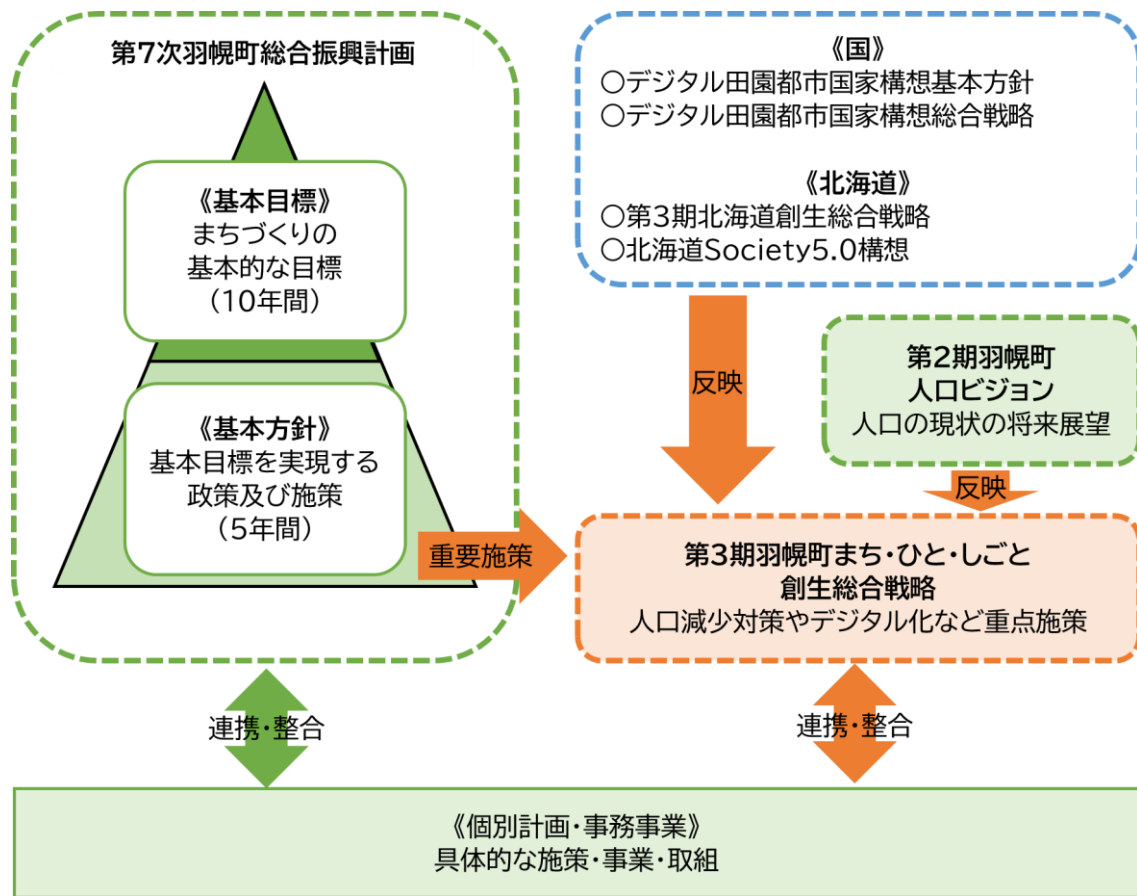 第7次羽幌町総合振興計画
《基本目標》
まちづくりの
基本的な目標
（10年間）
《基本方針》
基本目標を実現する
政策及び施策
（5年間）
重要施策
《国》
○デジタル田園都市国家構想基本方針
○デジタル田園都市国家構想総合戦略
《北海道》
○第3期北海道創生総合戦略
○北海道Society5.0構想
反映
第2期羽幌町
人口ビジョン
人口の現状の将来展望
反映
第3期羽幌町まち・ひと・しごと
創生総合戦略
人口減少対策やデジタル化など重点施策
連携・整合
連携・整合
《個別計画・事務事業》
具体的な施策・事業・取組